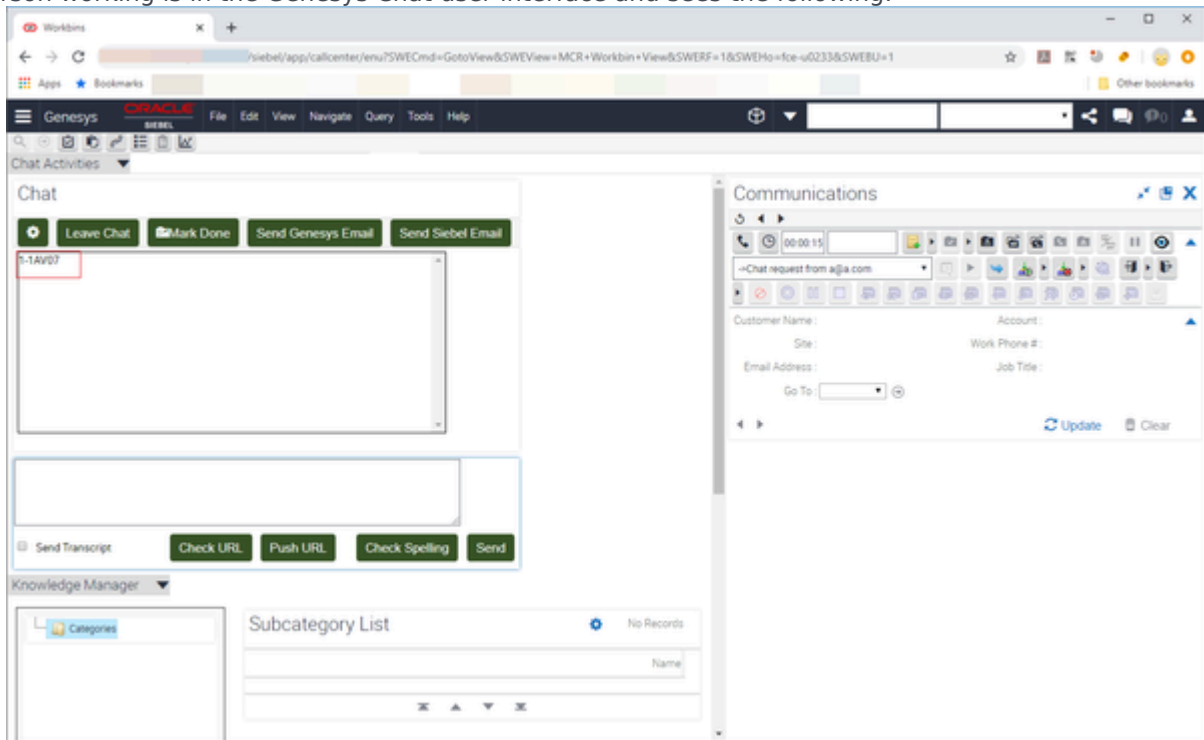 Workbins
/siebel/app/callcenter/enu?SWECmd=GotoView&SWEView=MCR+Workbin+View&SWERF=1&SWEHo=fce-u0233&SWEBU=1
Apps Bookmarks Other bookmarks
Genesys ORACLE SIEBEL File Edit View Navigate Query Tools Help
Chat Activities
Chat
Leave Chat Mark Done Send Genesys Email Send Siebel Email
1-1AV07
Send Transcript Check URL Push URL Check Spelling Send
Knowledge Manager
Categories
Subcategory List No Records
Name
Communications
00:00:15
->Chat request from a@a.com
Customer Name : Account :
Site : Work Phone # :
Email Address : Job Title :
Go To :
Update Clear